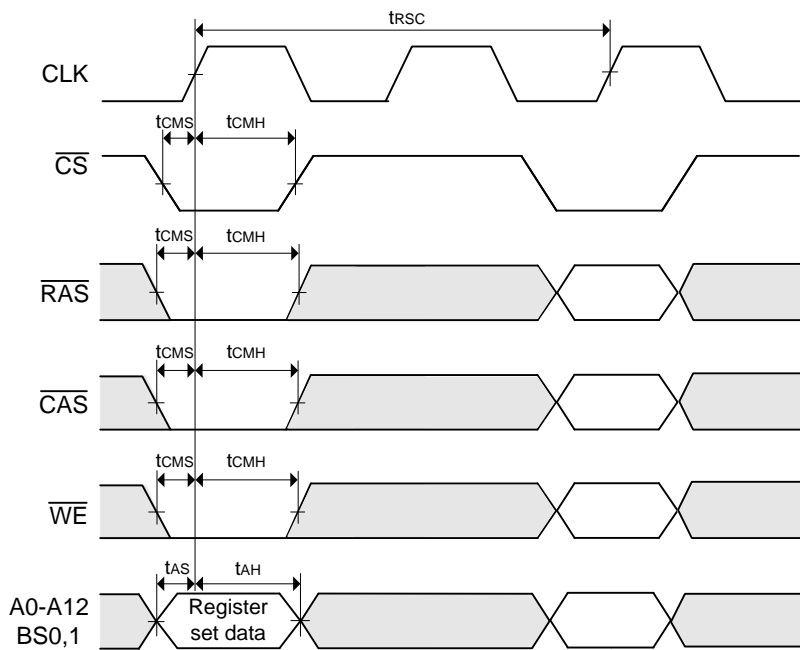 tRSC
CLK
tCMS tCMH
CS
tCMS tCMH
RAS
tCMS tCMH
CAS
tCMS tCMH
WE
tAS tAH
A0-A12
BS0,1
Register
set data